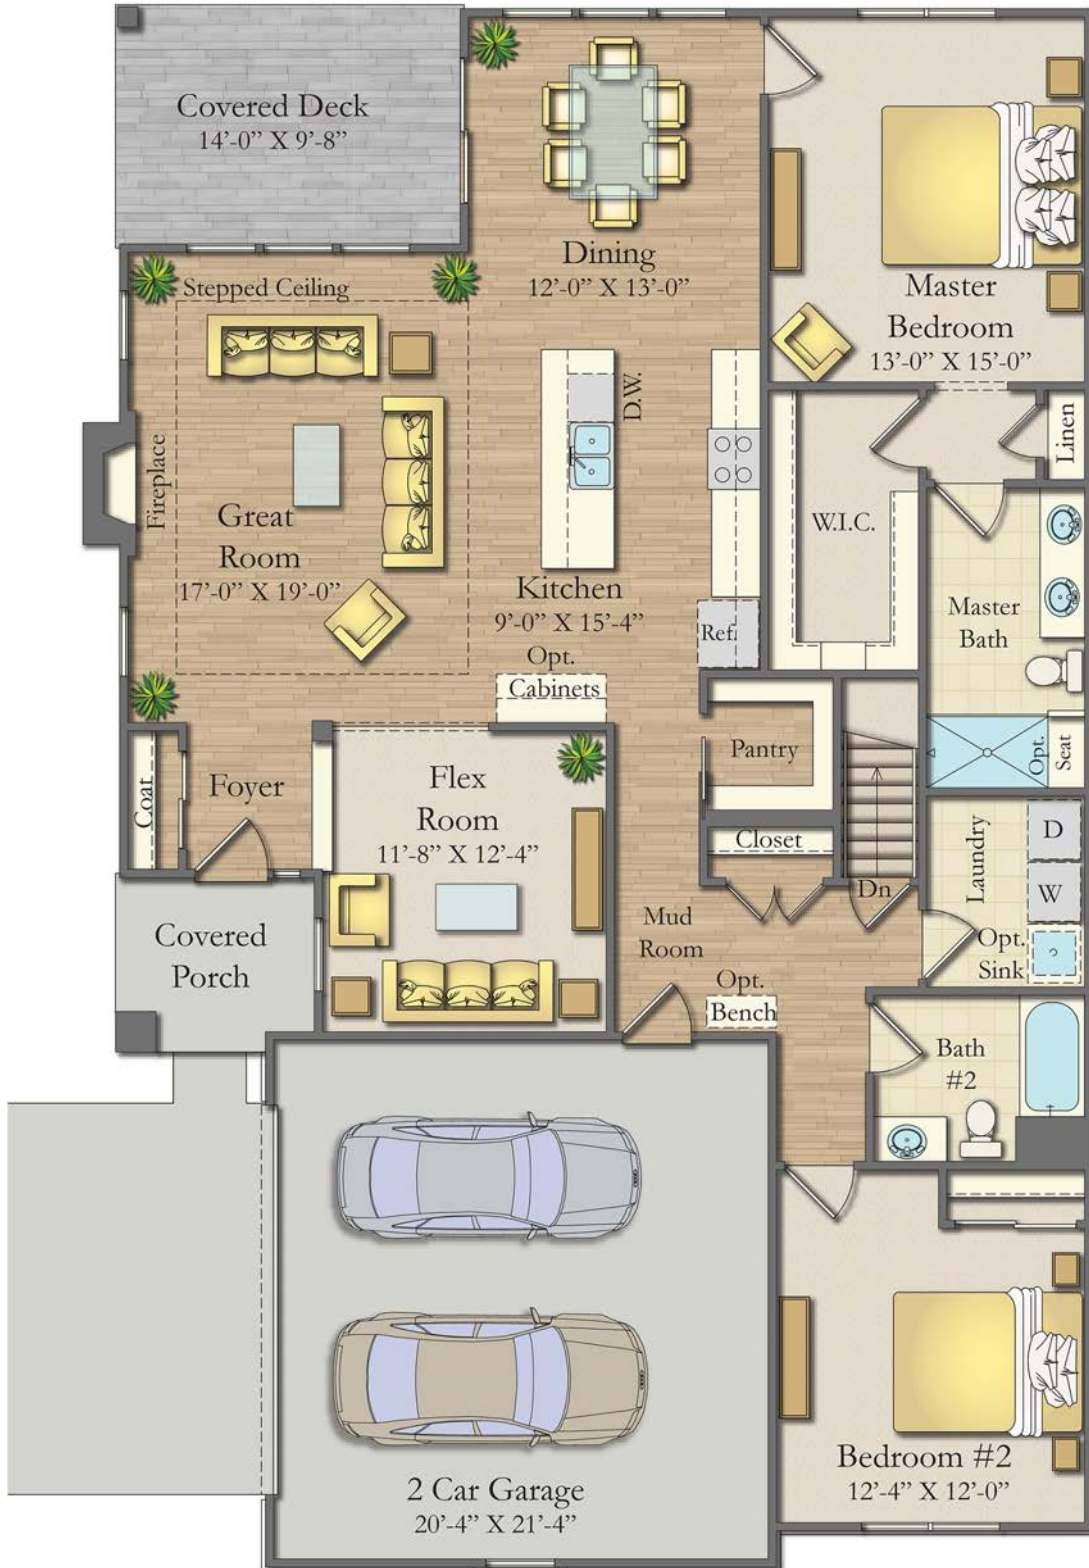 Covered Deck
14'-0” X 9'-8”
Dining
12'-0” X 13'-0”
Master
Bedroom
13'-0” X 15'-0”
Stepped Ceiling
Fireplace
Great
Room
17'-0” X 19'-0”
D.W.
Kitchen
9'-0” X 15'-4”
Opt.
Cabinets
Ref.
W.I.C.
Linen
Master
Bath
Opt.
Seat
Pantry
Coat
Foyer
Flex
Room
11'-8” X 12'-4”
Closet
Dn
Laundry
D
W
Opt.
Sink
Mud
Room
Opt.
Bench
Covered
Porch
Bath
#2
2 Car Garage
20'-4” X 21'-4”
Bedroom #2
12'-4” X 12'-0”